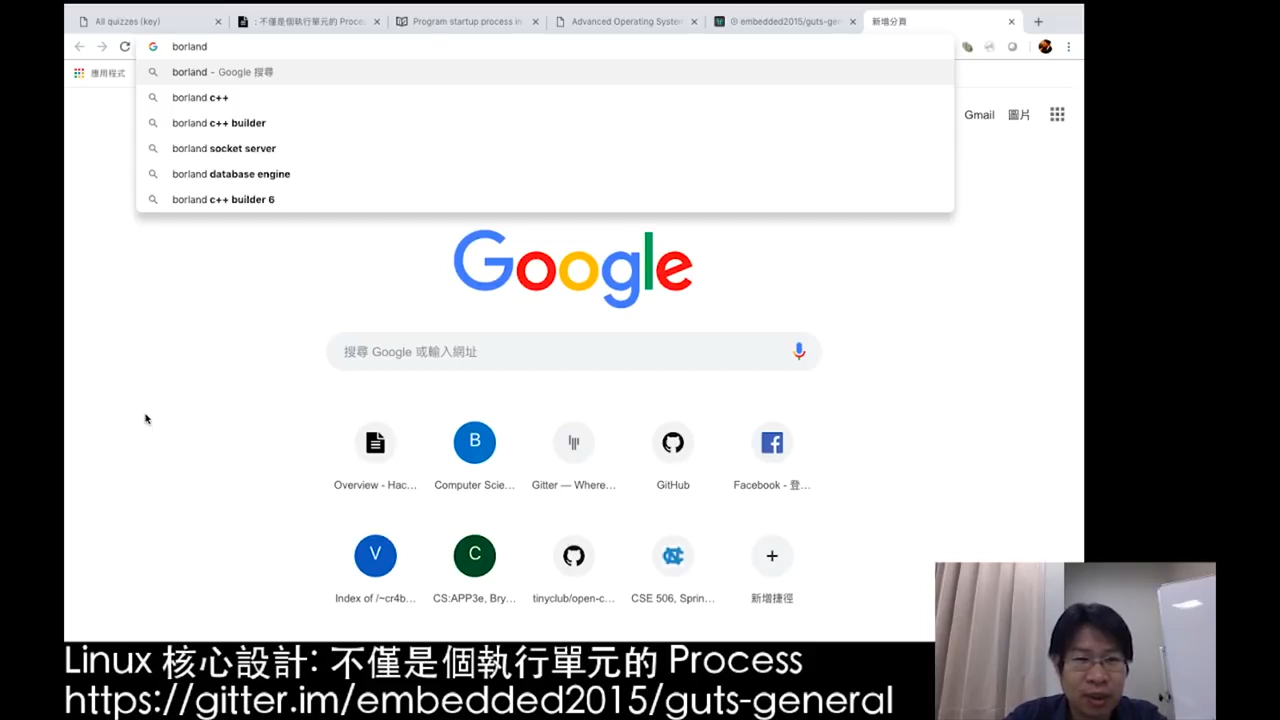 All quizzes (key)
: 不僅是個執行單元的 Proce
Program startup process in
Advanced Operating System
embedded2015/guts-gen
新增分頁
borland
應用程式
borland - Google 搜尋
borland c++
borland c++ builder
borland socket server
borland database engine
borland c++ builder 6
Gmail
圖片
Google
搜尋 Google 或輸入網址
Overview - Hac...
B
Computer Scie...
Gitter — Where...
GitHub
Facebook - 登...
V
Index of /~cr4b...
C
CS:APP3e, Bry...
tinyclub/open-c...
CSE 506, Sprin...
新增捷徑
Linux 核心設計: 不僅是個執行單元的 Process
https://gitter.im/embedded2015/guts-general